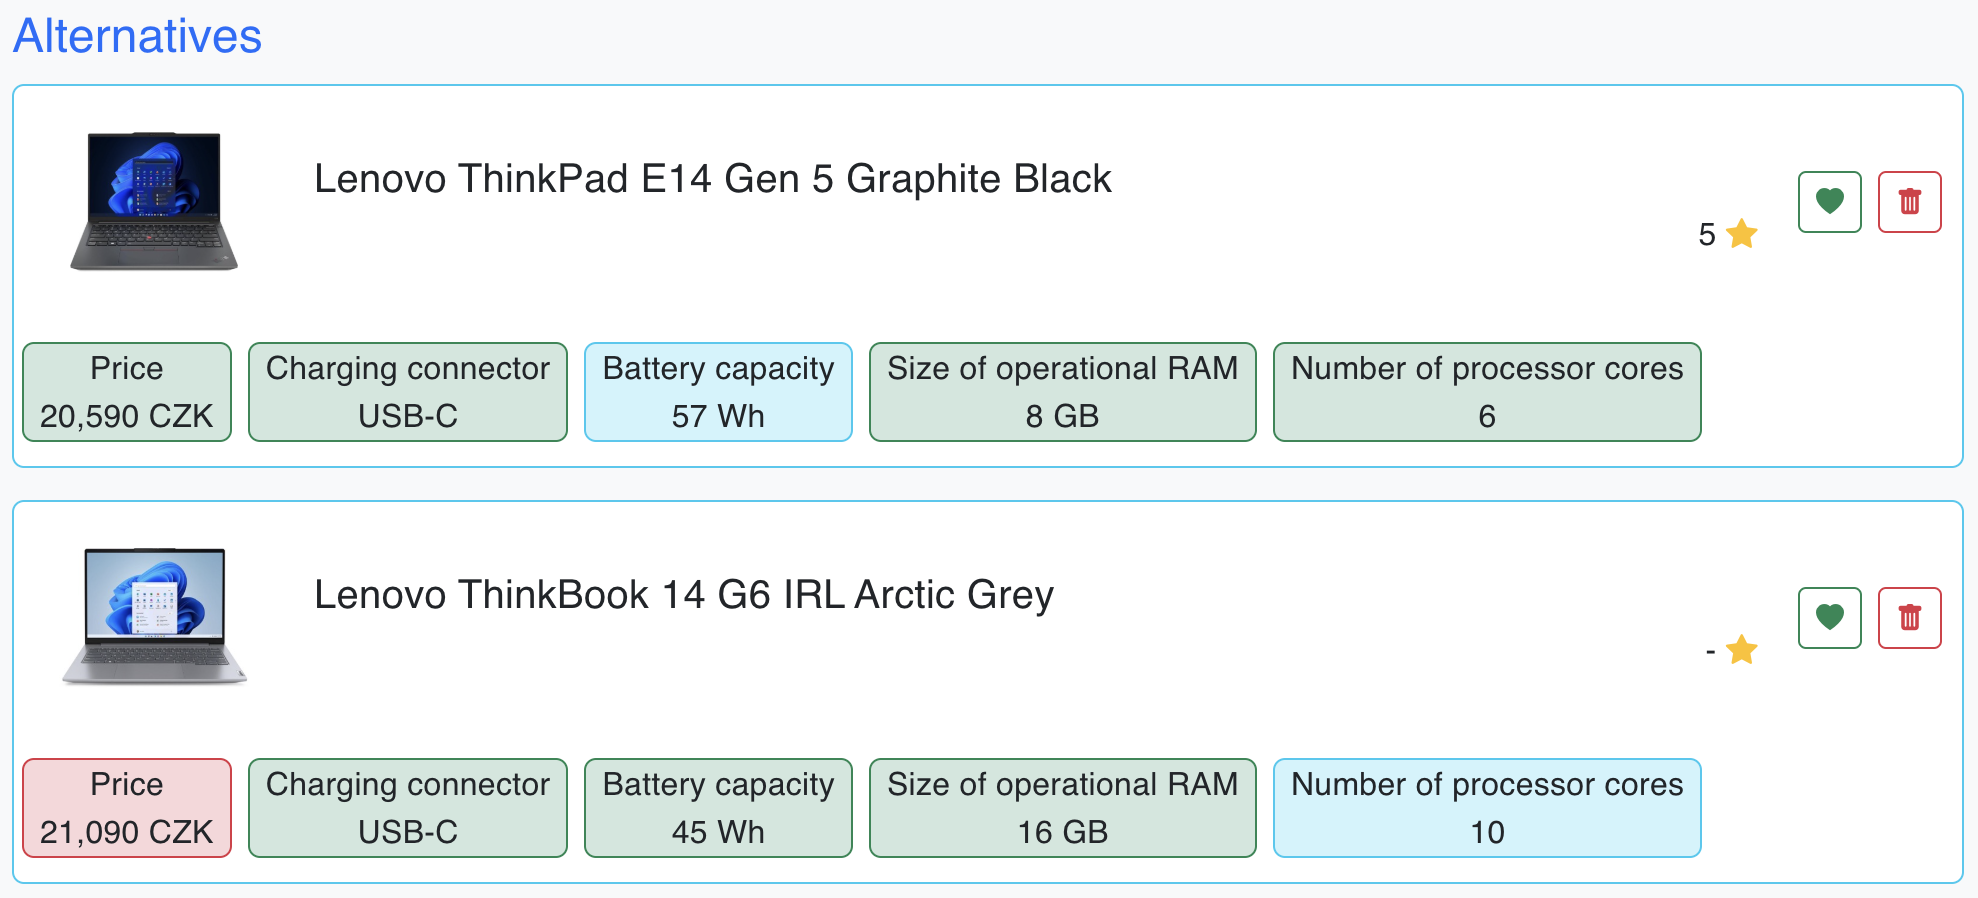 Alternatives
Lenovo ThinkPad E14 Gen 5 Graphite Black
5
Price
20,590 CZK
Charging connector
USB-C
Battery capacity
57 Wh
Size of operational RAM
8 GB
Number of processor cores
6
Lenovo ThinkBook 14 G6 IRL Arctic Grey
-
Price
21,090 CZK
Charging connector
USB-C
Battery capacity
45 Wh
Size of operational RAM
16 GB
Number of processor cores
10